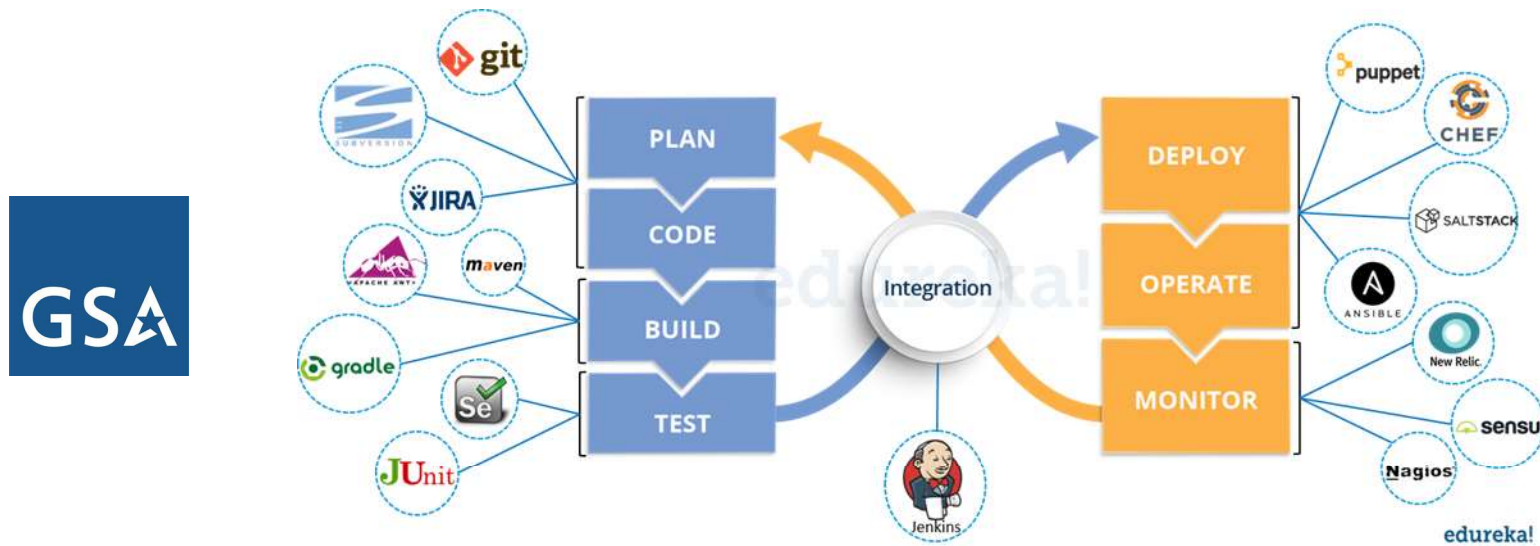 GSA
git
SUBVERSION
JIRA
APACHE ANT
maven
gradle
Se
JUnit
PLAN
CODE
BUILD
TEST
edureka!
Integration
Jenkins
DEPLOY
OPERATE
MONITOR
puppet
CHEF
SALTSTACK
ANSIBLE
New Relic.
sensu
Nagios
edureka!